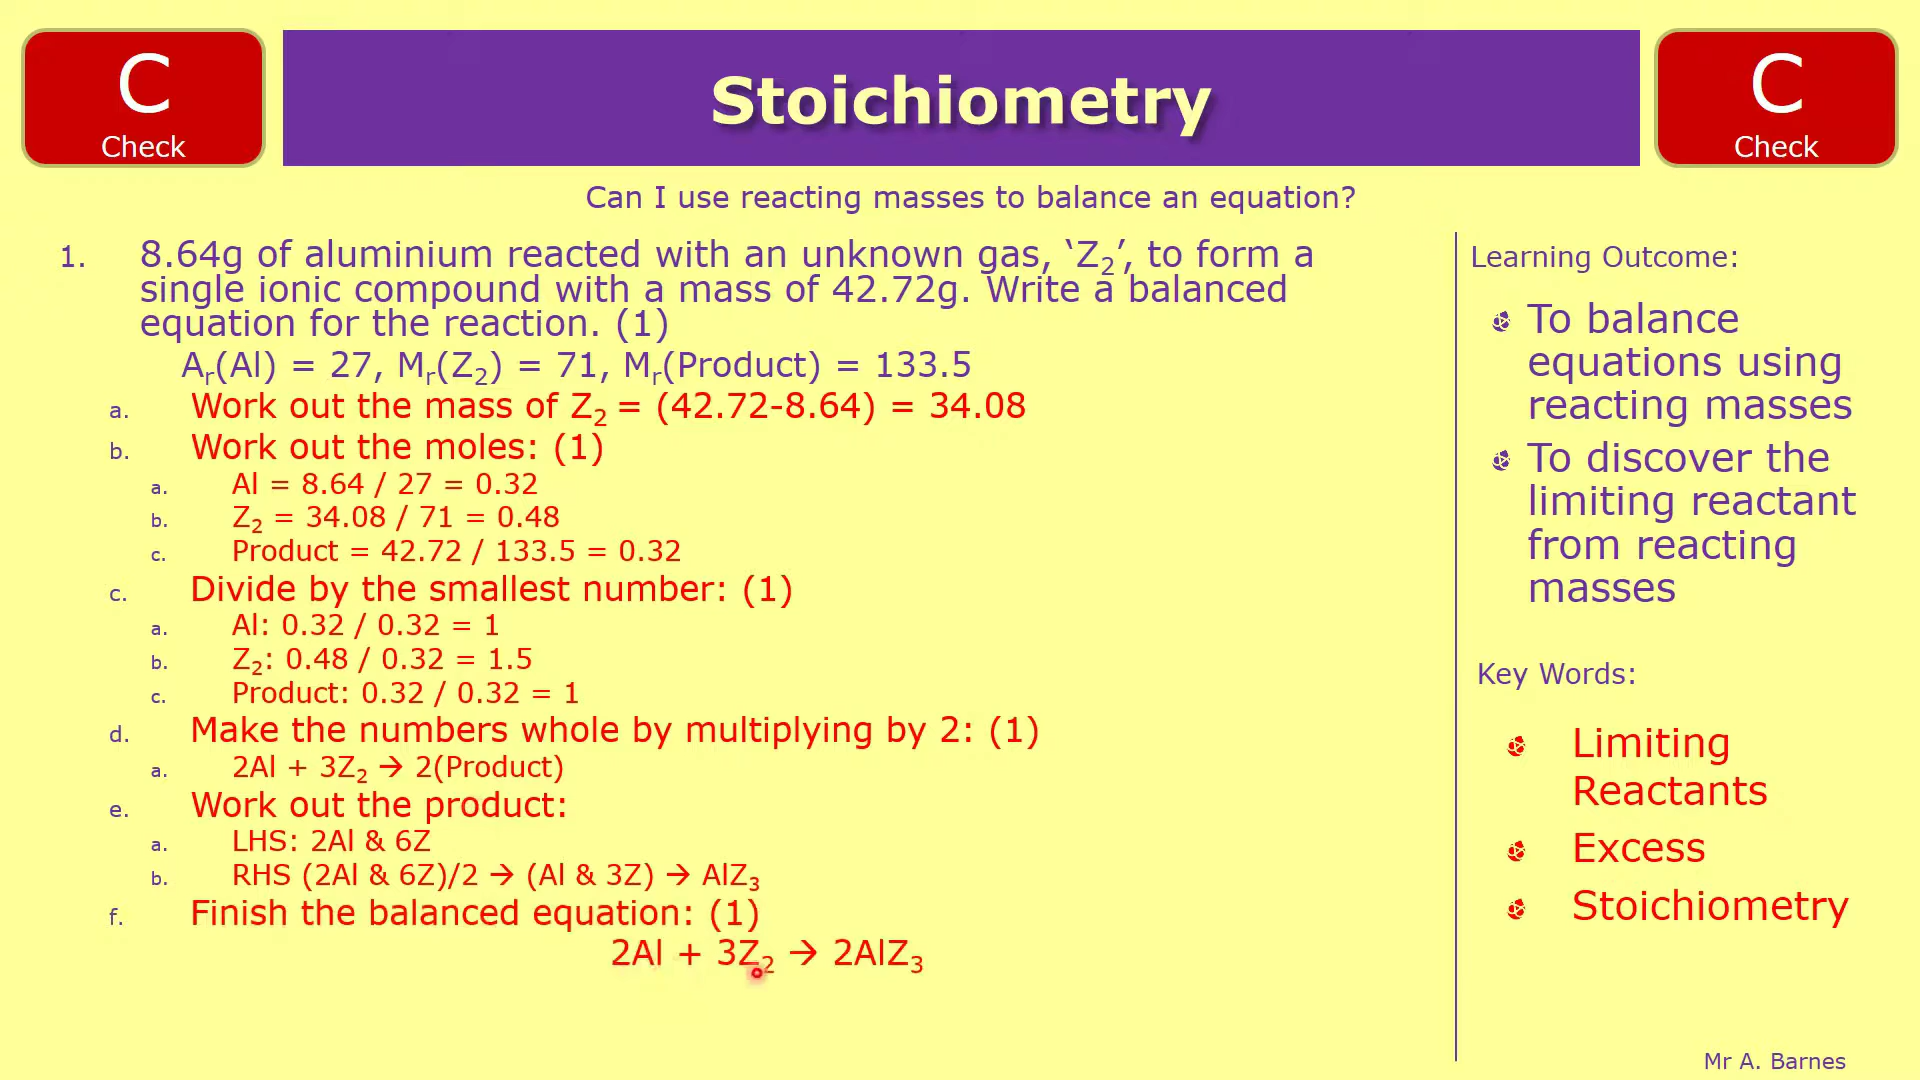 C
Check
Stoichiometry
C
Check
Can I use reacting masses to balance an equation?
1. 8.64g of aluminium reacted with an unknown gas, ‘Z₂’, to form a
single ionic compound with a mass of 42.72g. Write a balanced
equation for the reaction. (1)
Aᵣ(Al) = 27, Mᵣ(Z₂) = 71, Mᵣ(Product) = 133.5
a. Work out the mass of Z₂ = (42.72-8.64) = 34.08
b. Work out the moles: (1)
a. Al = 8.64 / 27 = 0.32
b. Z₂ = 34.08 / 71 = 0.48
c. Product = 42.72 / 133.5 = 0.32
c. Divide by the smallest number: (1)
a. Al: 0.32 / 0.32 = 1
b. Z₂: 0.48 / 0.32 = 1.5
c. Product: 0.32 / 0.32 = 1
d. Make the numbers whole by multiplying by 2: (1)
a. 2Al + 3Z₂ → 2(Product)
e. Work out the product:
a. LHS: 2Al & 6Z
b. RHS (2Al & 6Z)/2 → (Al & 3Z) → AlZ₃
f. Finish the balanced equation: (1)
2Al + 3Z₂ → 2AlZ₃
Learning Outcome:
To balance
equations using
reacting masses
To discover the
limiting reactant
from reacting
masses
Key Words:
Limiting
Reactants
Excess
Stoichiometry
Mr A. Barnes